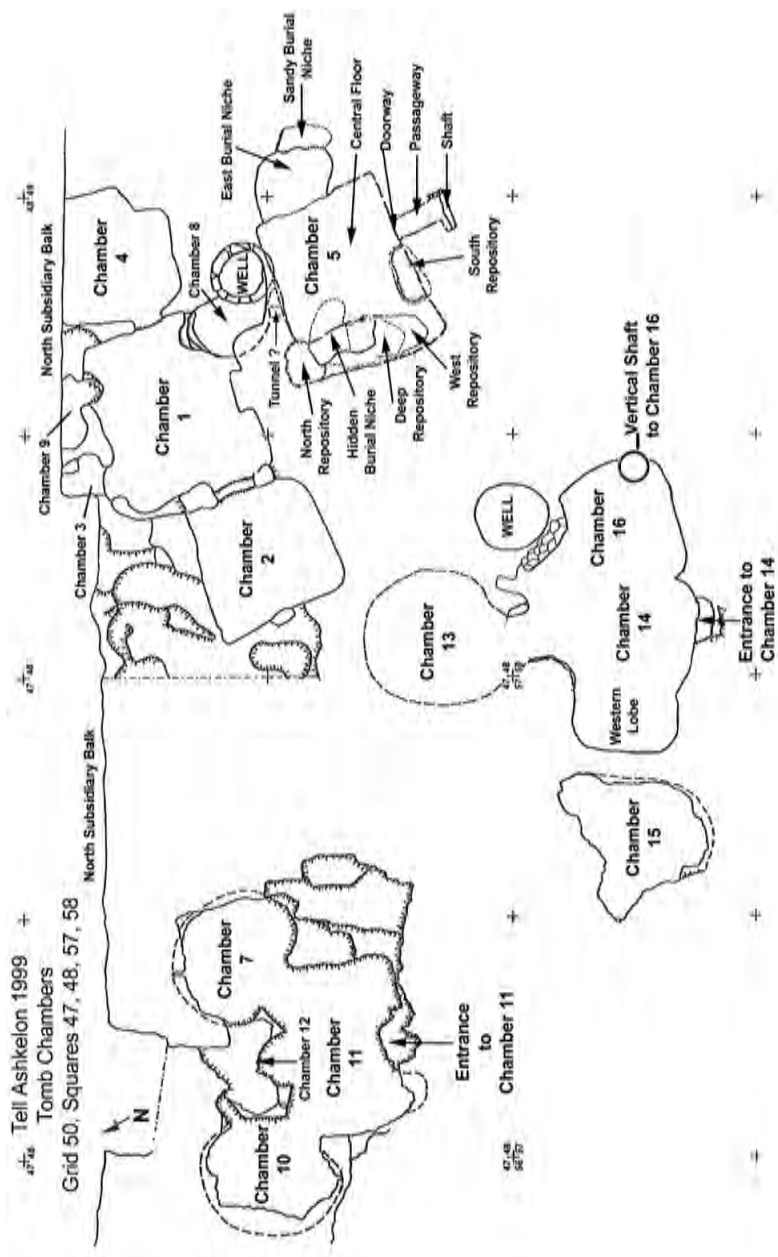 Tell Ashkelon 1999
Tomb Chambers
Grid 50, Squares 47, 48, 57, 58
N
North Subsidiary Balk
North Subsidiary Balk
Chamber 9
Chamber 3
Chamber
4
Chamber
1
Chamber 8
WELL
East Burial Niche
Sandy Burial
Niche
Central Floor
Doorway
Passageway
Shaft
Chamber
5
Tunnel ?
North
Repository
Hidden
Burial Niche
Deep
Repository
West
Repository
South
Repository
Chamber
2
Chamber
7
Chamber
10
Chamber 12
Chamber
11
Entrance
to
Chamber 11
Chamber
13
WELL
Vertical Shaft
to Chamber 16
Chamber
16
Chamber
14
Western
Lobe
Entrance to
Chamber 14
Chamber
15